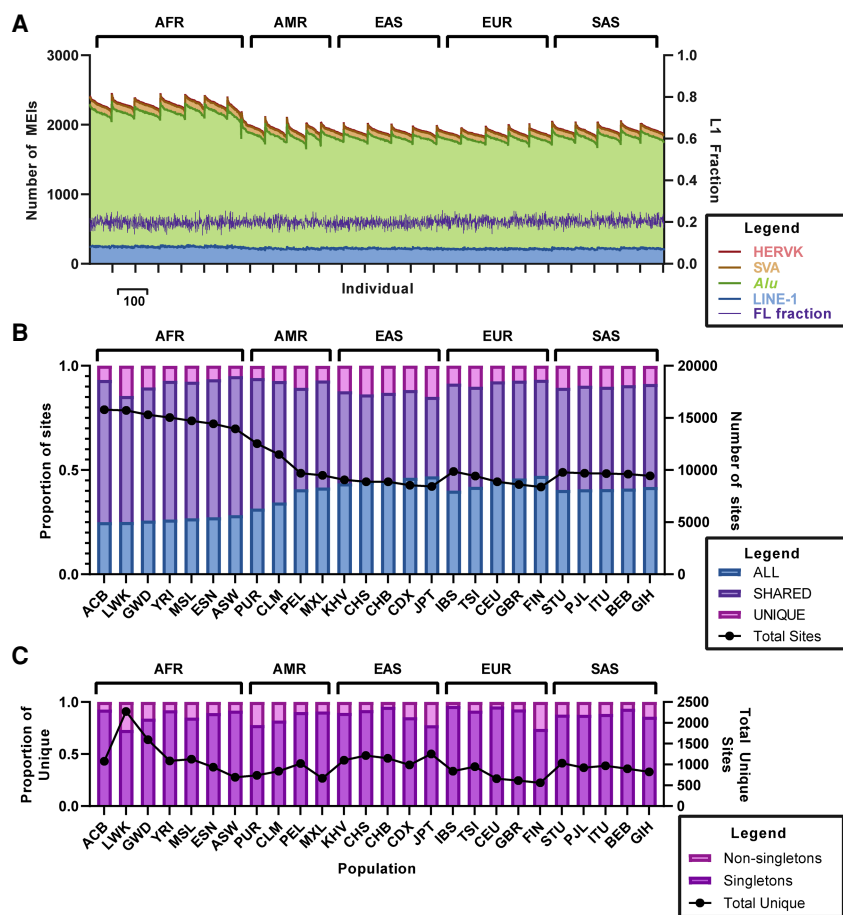 A
AFR AMR EAS EUR SAS
3000
2000
1000
0
Number of MEIs
1.0
0.8
0.6
0.4
0.2
0.0
L1 Fraction
100
Individual
Legend
HERVK
SVA
Alu
LINE-1
FL fraction
B
AFR AMR EAS EUR SAS
1.0
0.5
0.0
Proportion of sites
20000
15000
10000
5000
0
Number of sites
ACB LWK GWD YRI MSL ESN ASW PUR CLM PEL MXL KHV CHS CHB CDX JPT IBS TSI CEU GBR FIN STU PJL ITU BEB GIH
Legend
ALL
SHARED
UNIQUE
Total Sites
C
AFR AMR EAS EUR SAS
1.0
0.5
0.0
Proportion of
Unique
2500
2000
1500
1000
500
0
Total Unique
Sites
ACB LWK GWD YRI MSL ESN ASW PUR CLM PEL MXL KHV CHS CHB CDX JPT IBS TSI CEU GBR FIN STU PJL ITU BEB GIH
Population
Legend
Non-singletons
Singletons
Total Unique